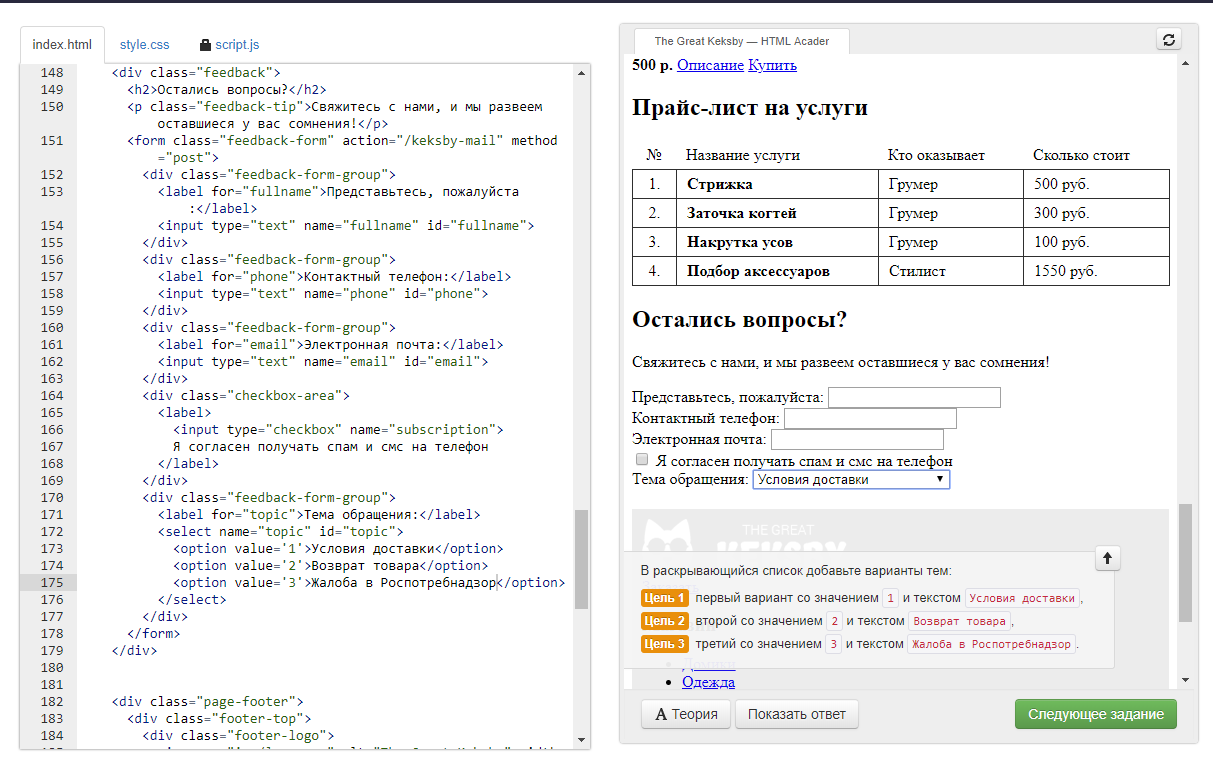 index.html style.css script.js
148 <div class="feedback">
149 <h2>Остались вопросы?</h2>
150 <p class="feedback-tip">Свяжитесь с нами, и мы развеем
оставшиеся у вас сомнения!</p>
151 <form class="feedback-form" action="/keksby-mail" method
="post">
152 <div class="feedback-form-group">
153 <label for="fullname">Представьтесь, пожалуйста
:</label>
154 <input type="text" name="fullname" id="fullname">
155 </div>
156 <div class="feedback-form-group">
157 <label for="phone">Контактный телефон:</label>
158 <input type="text" name="phone" id="phone">
159 </div>
160 <div class="feedback-form-group">
161 <label for="email">Электронная почта:</label>
162 <input type="text" name="email" id="email">
163 </div>
164 <div class="checkbox-area">
165 <label>
166 <input type="checkbox" name="subscription">
167 Я согласен получать спам и смс на телефон
168 </label>
169 </div>
170 <div class="feedback-form-group">
171 <label for="topic">Тема обращения:</label>
172 <select name="topic" id="topic">
173 <option value='1'>Условия доставки</option>
174 <option value='2'>Возврат товара</option>
175 <option value='3'>Жалоба в Роспотребнадзор</option>
176 </select>
177 </div>
178 </form>
179 </div>
180
181
182 <div class="page-footer">
183 <div class="footer-top">
184 <div class="footer-logo">
The Great Keksby — HTML Acader
500 р. Описание Купить
Прайс-лист на услуги
№ Название услуги Кто оказывает Сколько стоит
1. Стрижка Грумер 500 руб.
2. Заточка когтей Грумер 300 руб.
3. Накрутка усов Грумер 100 руб.
4. Подбор аксессуаров Стилист 1550 руб.
Остались вопросы?
Свяжитесь с нами, и мы развеем оставшиеся у вас сомнения!
Представьтесь, пожалуйста:
Контактный телефон:
Электронная почта:
Я согласен получать спам и смс на телефон
Тема обращения: Условия доставки
THE GREAT
KEKSBY
В раскрывающийся список добавьте варианты тем:
Цель 1 первый вариант со значением 1 и текстом Условия доставки,
Цель 2 второй со значением 2 и текстом Возврат товара,
Цель 3 третий со значением 3 и текстом Жалоба в Роспотребнадзор.
Одежда
А Теория Показать ответ Следующее задание